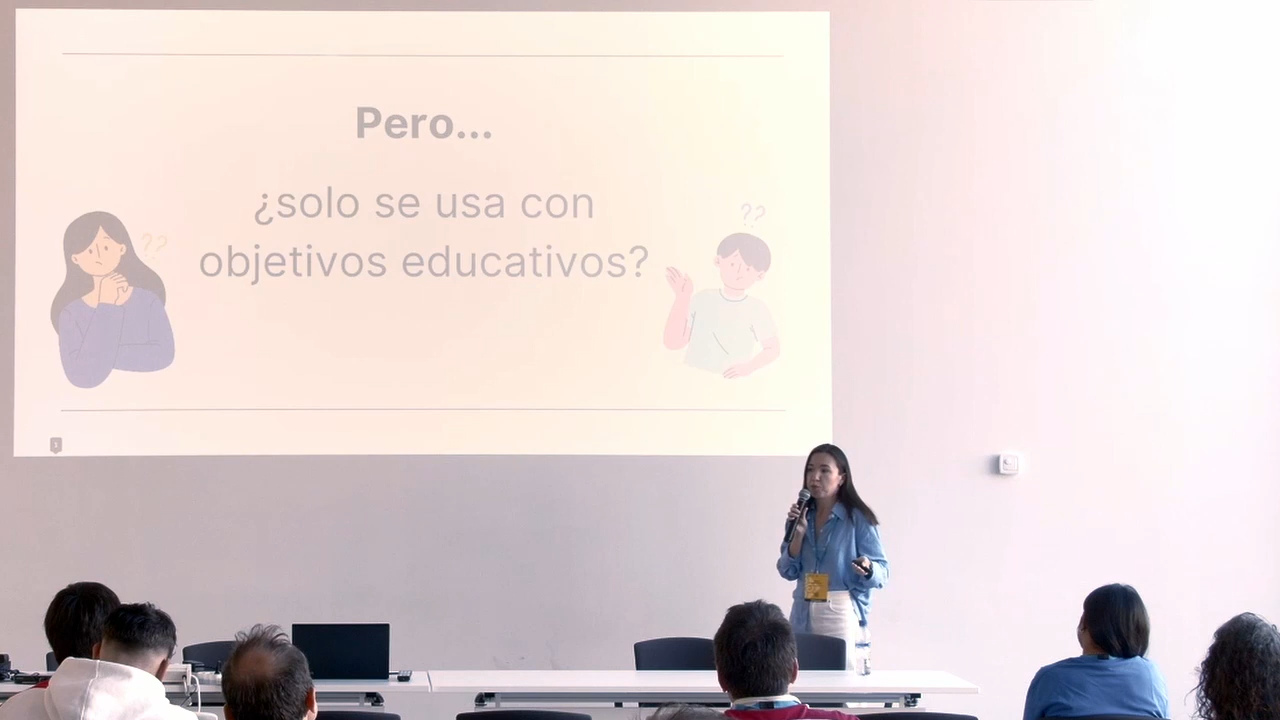 Pero...
¿solo se usa con
objetivos educativos?
??
??